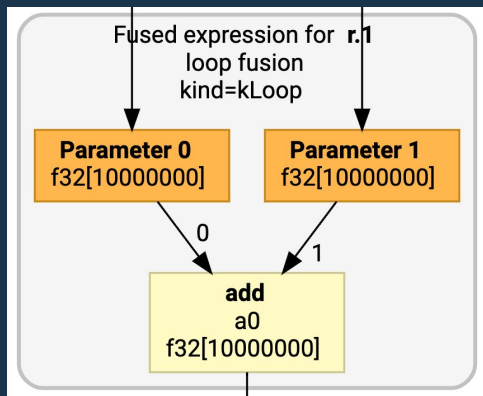 Fused expression for r.1
loop fusion
kind=kLoop
Parameter 0
f32[10000000]
Parameter 1
f32[10000000]
0
1
add
a0
f32[10000000]